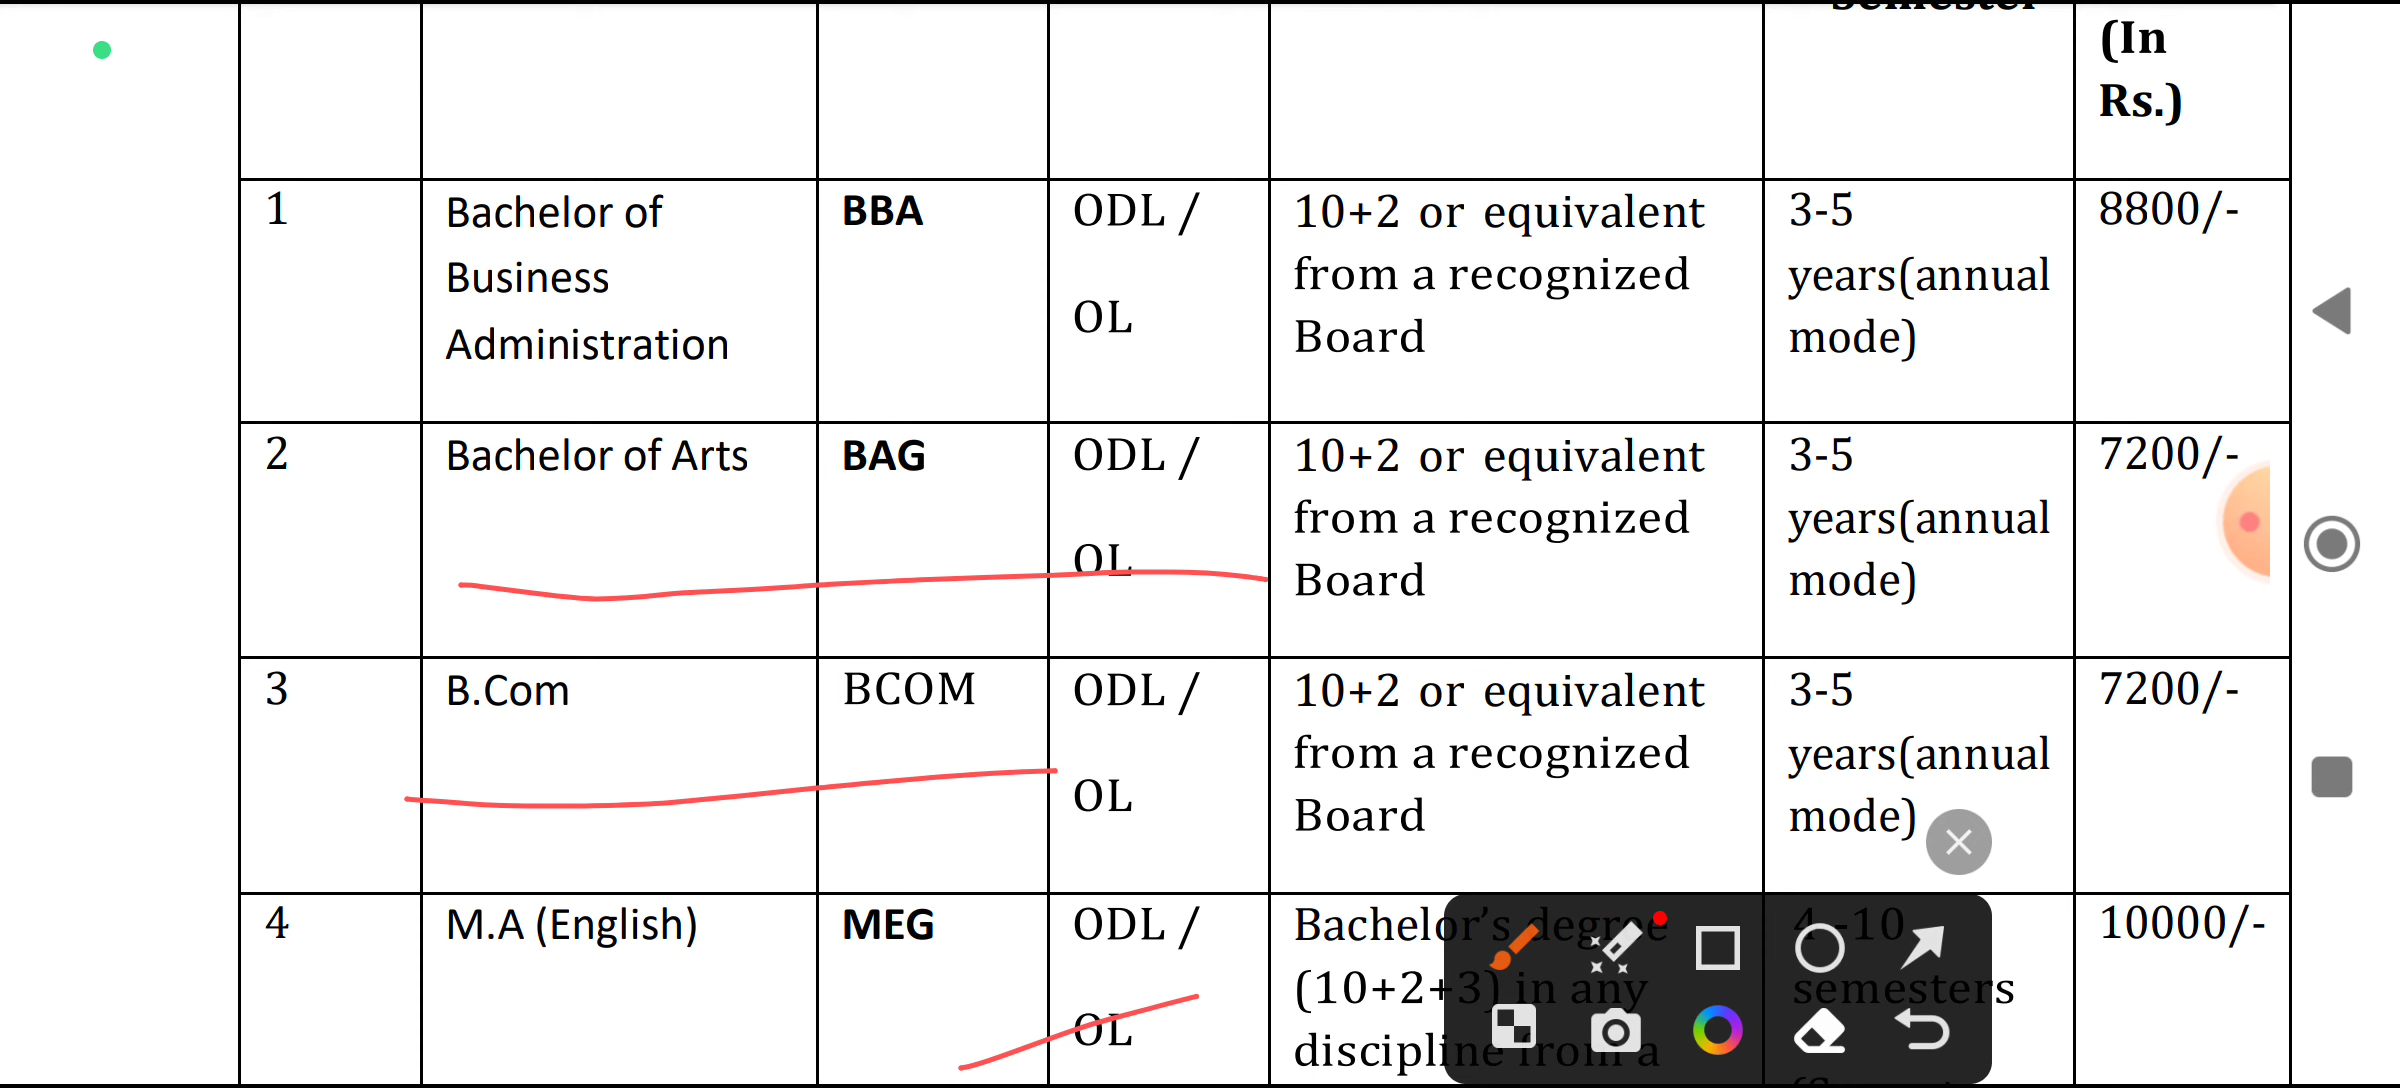 (In
Rs.)
1
Bachelor of
Business
Administration
BBA
ODL /
OL
10+2 or equivalent
from a recognized
Board
3-5
years(annual
mode)
8800/-
2
Bachelor of Arts
BAG
ODL /
OL
10+2 or equivalent
from a recognized
Board
3-5
years(annual
mode)
7200/-
3
B.Com
BCOM
ODL /
OL
10+2 or equivalent
from a recognized
Board
3-5
years(annual
mode)
7200/-
4
M.A (English)
MEG
ODL /
OL
Bachelor's degree
(10+2+3) in any
discipline from a
4 -10
semesters
10000/-